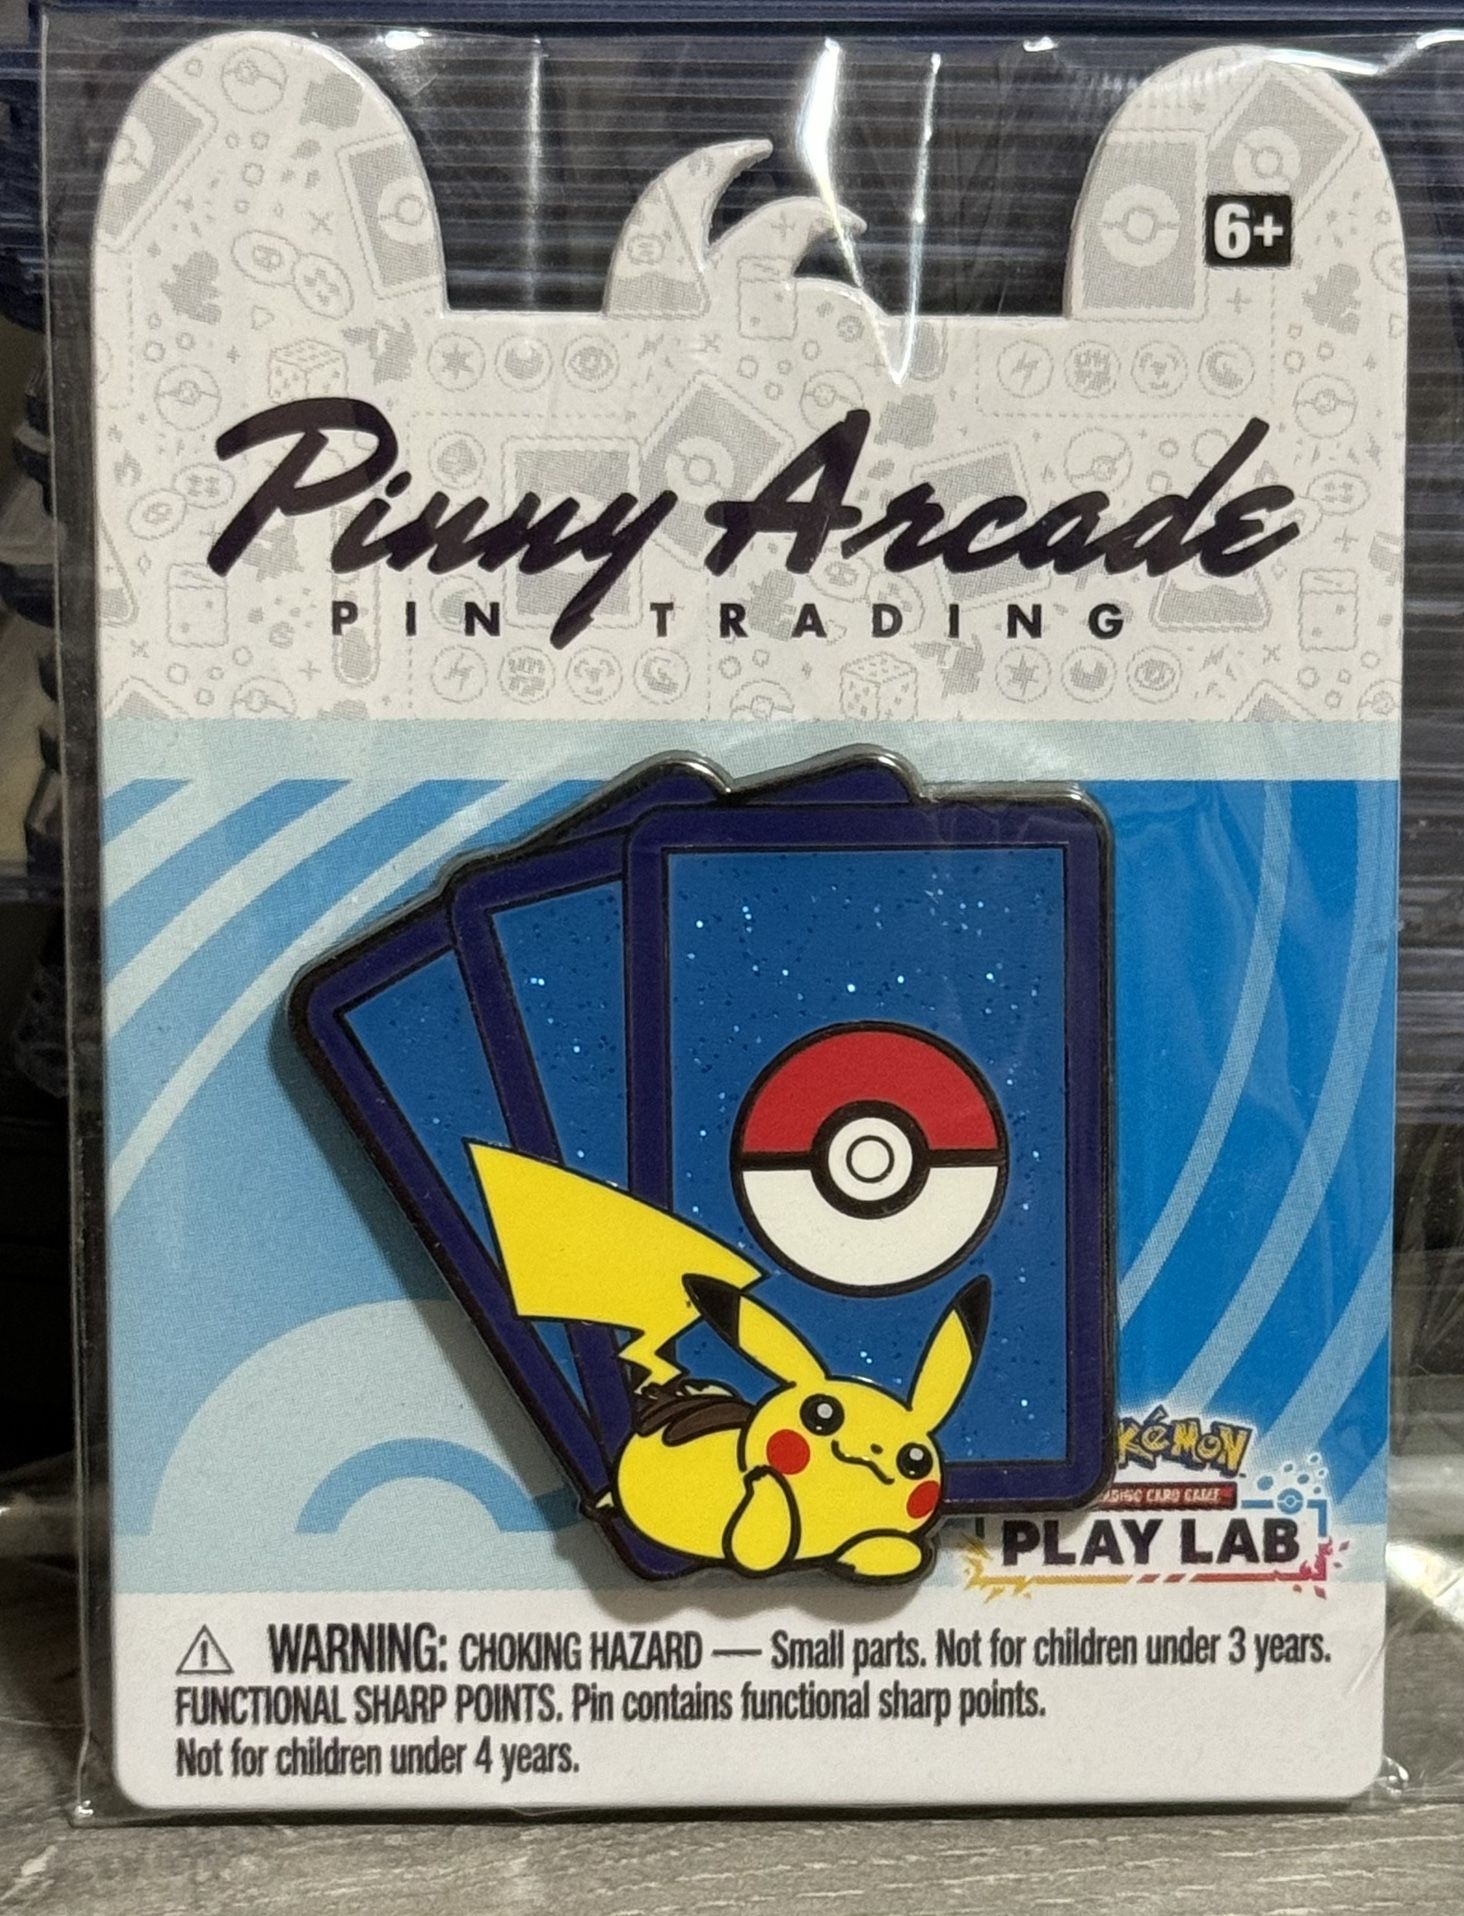 6+
Pinny Arcade
PIN TRADING
PLAY LAB
⚠ WARNING: CHOKING HAZARD — Small parts. Not for children under 3 years.
FUNCTIONAL SHARP POINTS. Pin contains functional sharp points.
Not for children under 4 years.